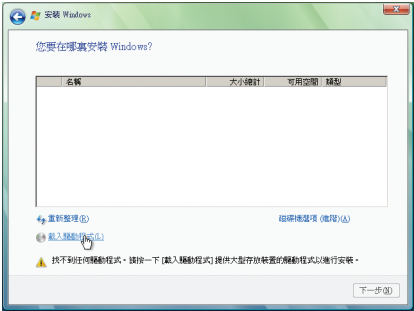 安裝 Windows
您要在哪裏安裝 Windows?
名稱 大小總計 可用空間 類型
重新整理(R) 磁碟機選項 (進階)(A)
載入驅動程式(L)
找不到任何驅動程式。請按一下 [載入驅動程式] 提供大型存放裝置的驅動程式以進行安裝。
下一步(N)